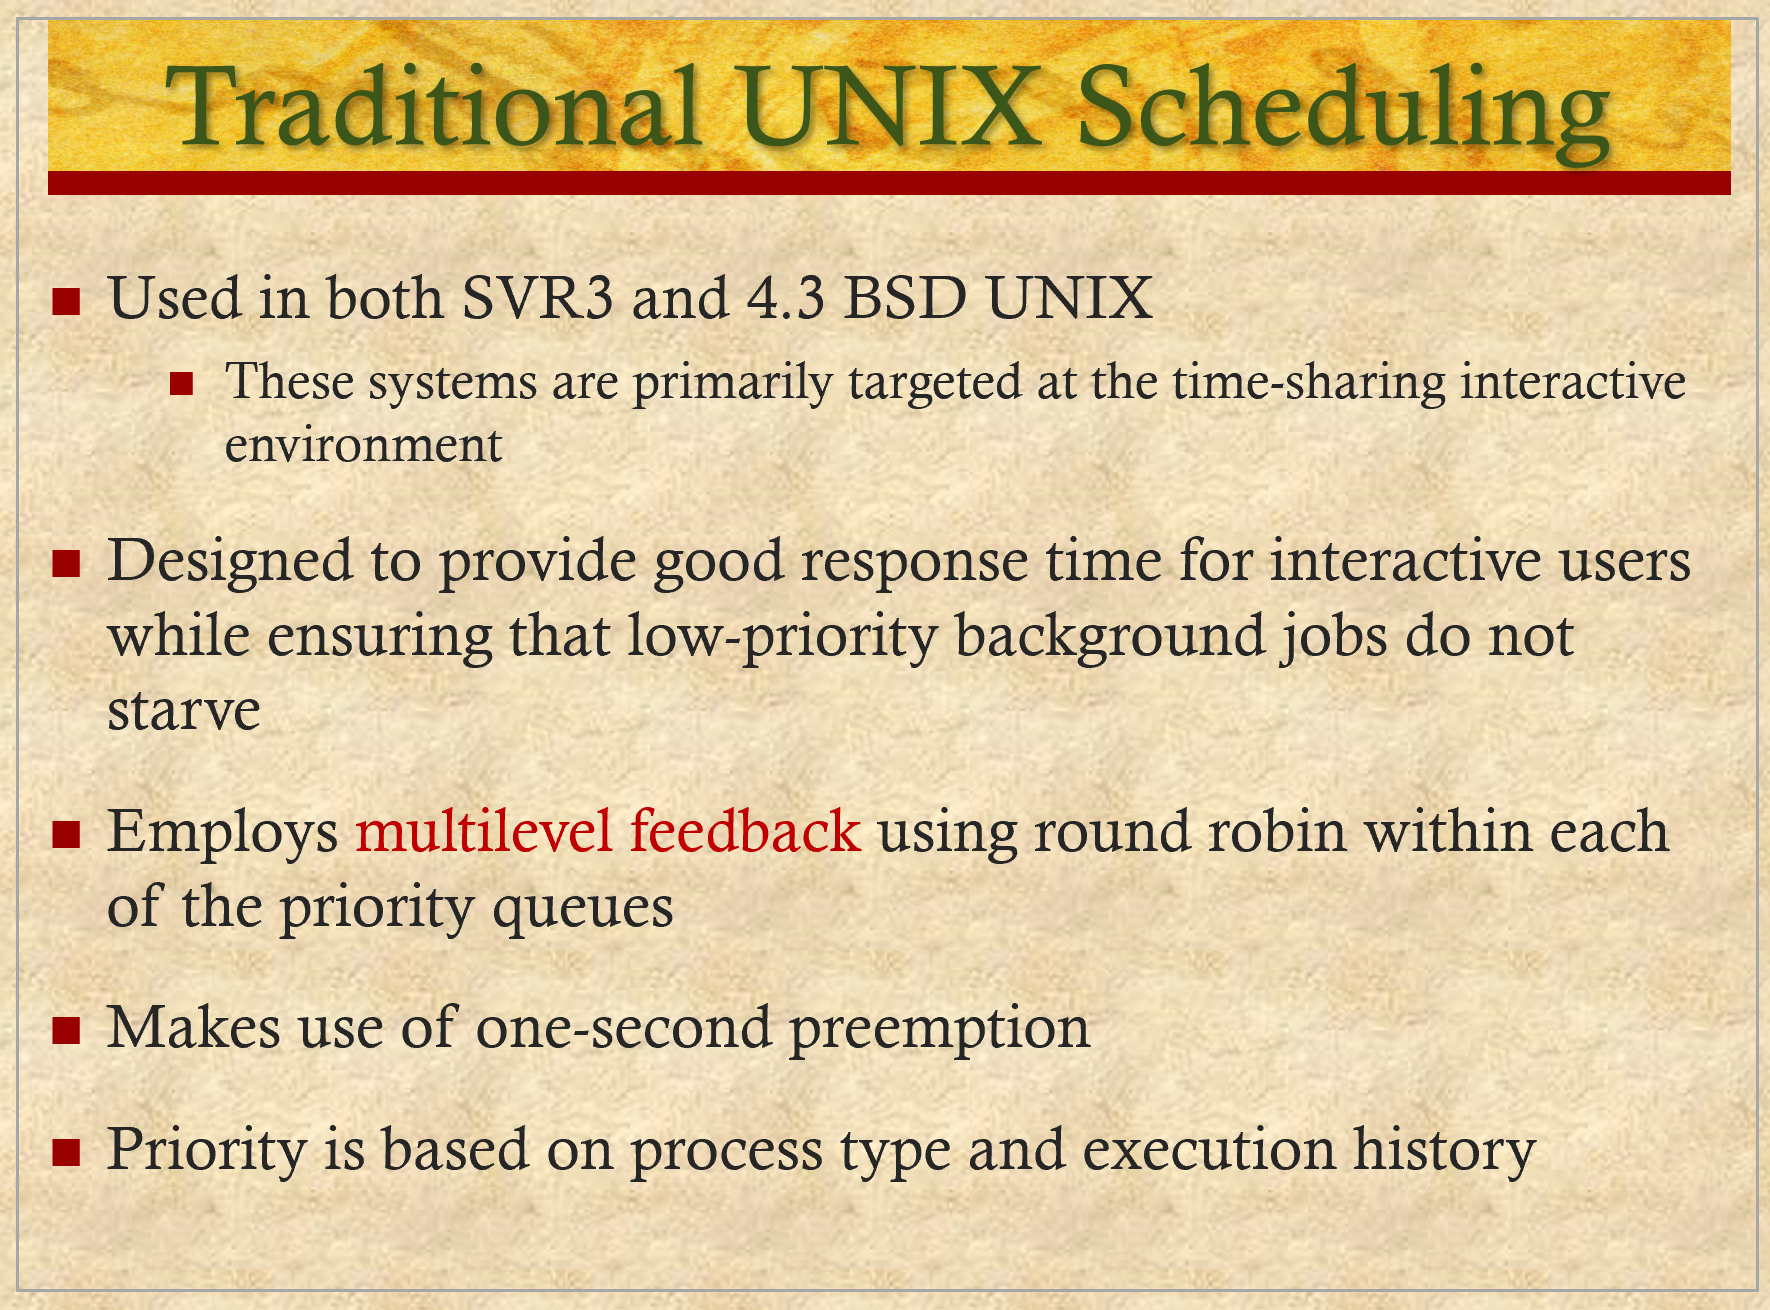 Traditional UNIX Scheduling
Used in both SVR3 and 4.3 BSD UNIX
These systems are primarily targeted at the time-sharing interactive
environment
Designed to provide good response time for interactive users
while ensuring that low-priority background jobs do not
starve
Employs multilevel feedback using round robin within each
of the priority queues
Makes use of one-second preemption
Priority is based on process type and execution history